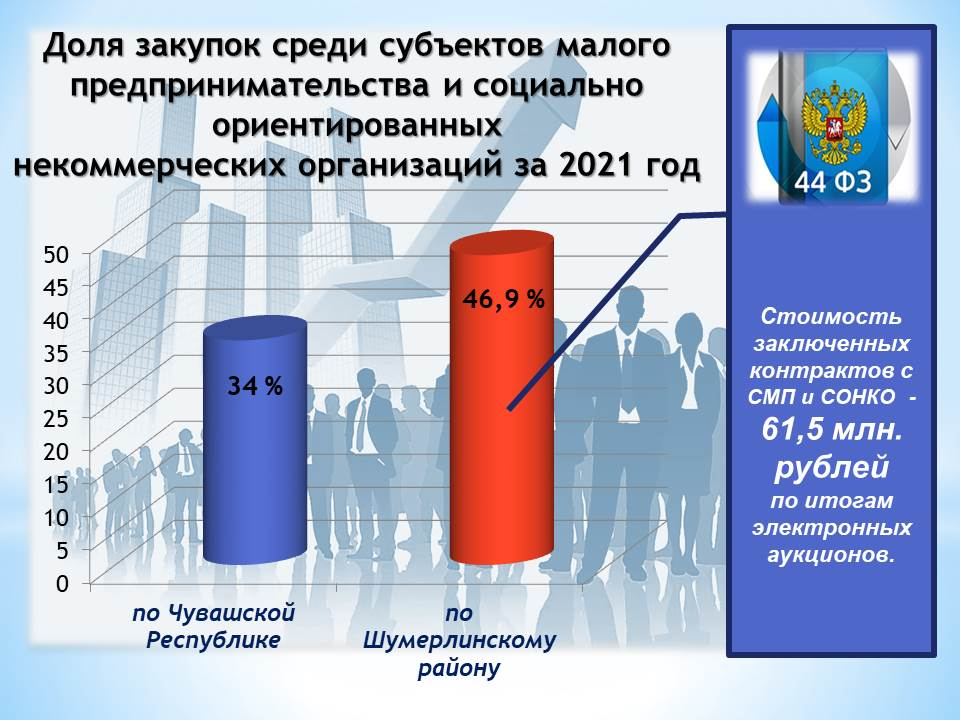 Доля закупок среди субъектов малого
предпринимательства и социально
ориентированных
некоммерческих организаций за 2021 год
44 ФЗ
50
45
40
35
30
25
20
15
10
5
0
34 %
46,9 %
по Чувашской
Республике
по
Шумерлинскому
району
Стоимость
заключенных
контрактов с
СМП и СОНКО -
61,5 млн.
рублей
по итогам
электронных
аукционов.